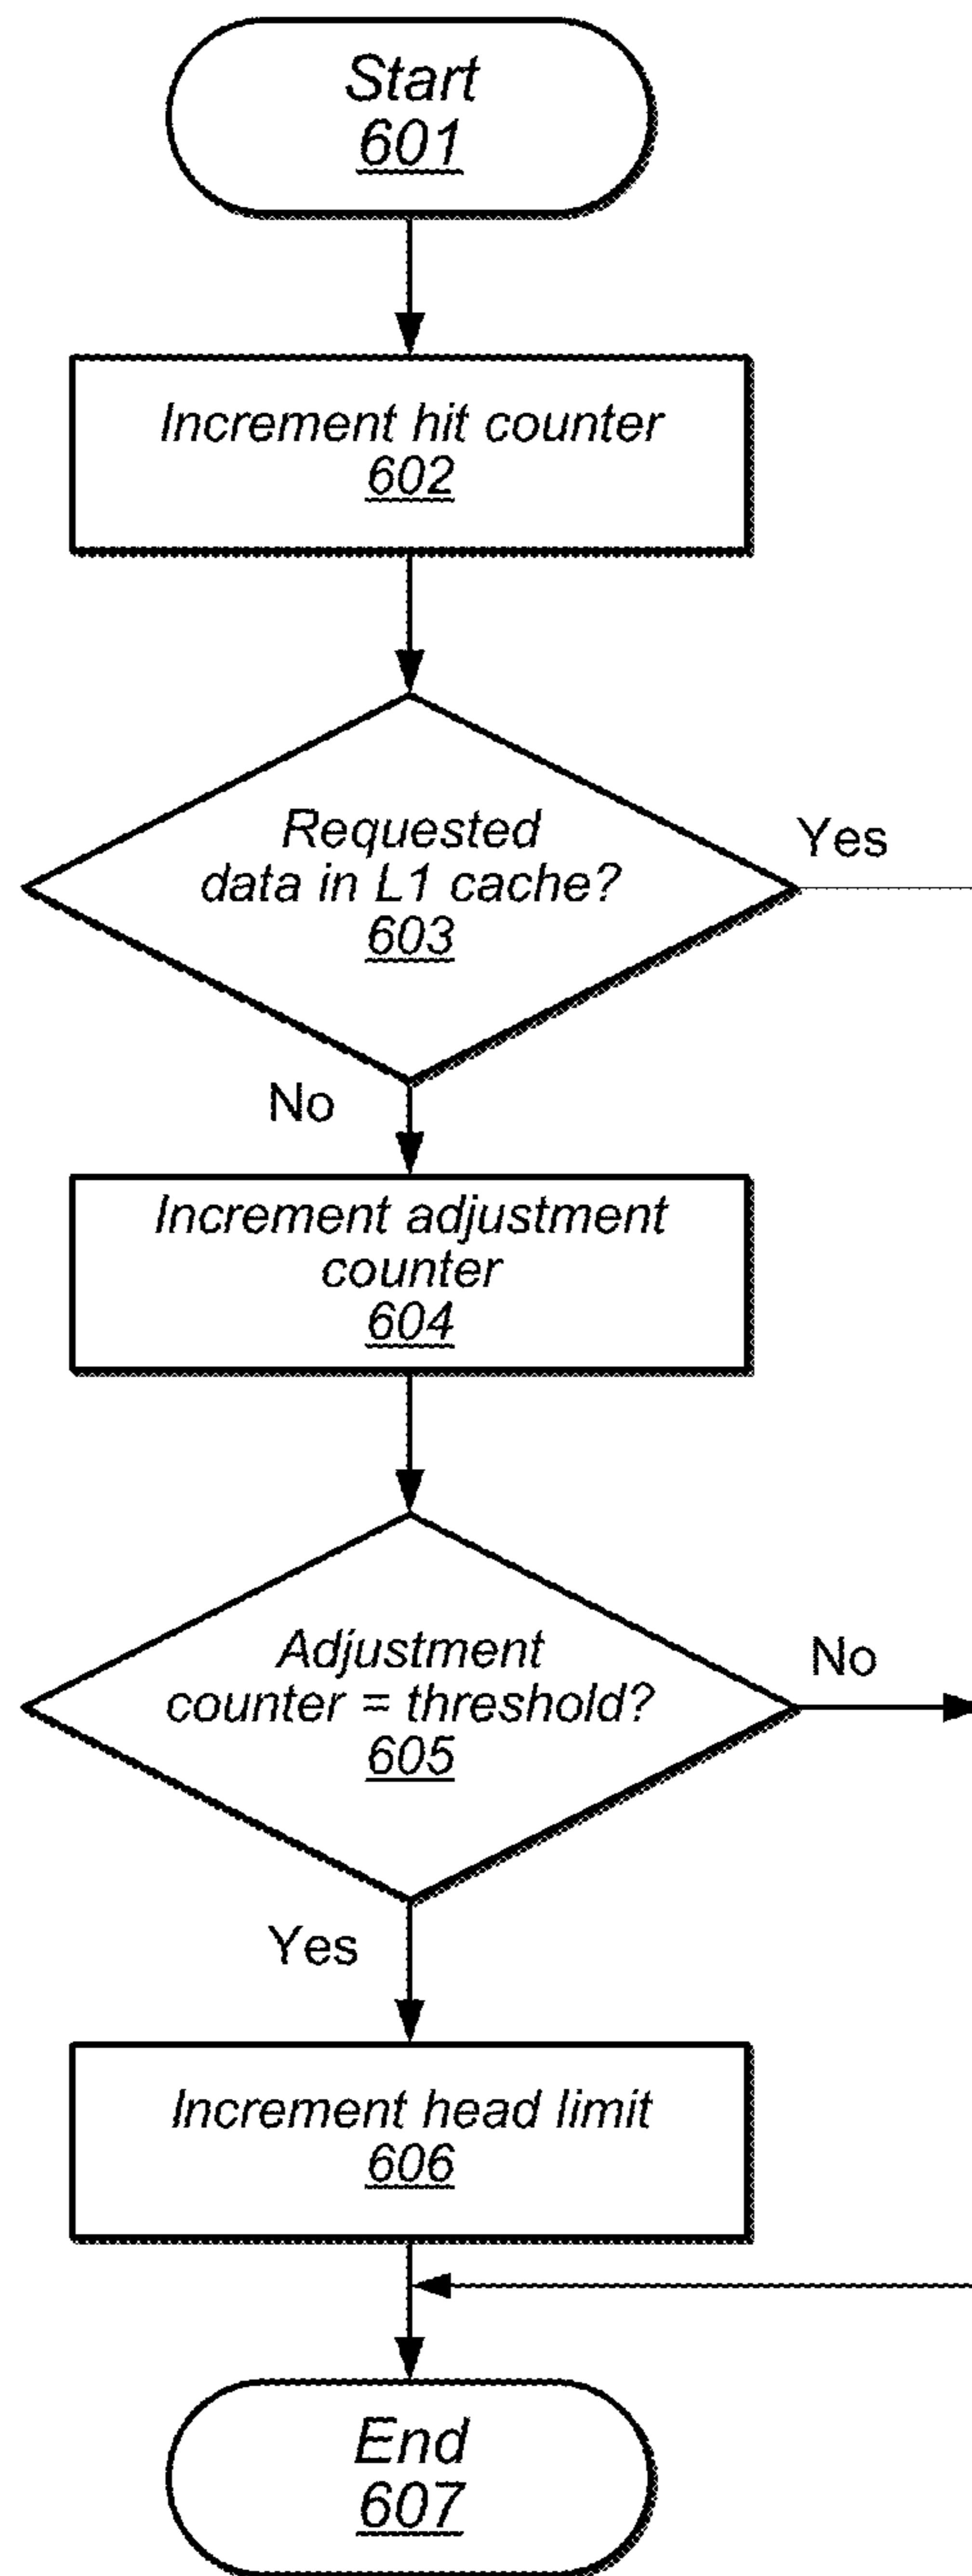 Start
601
Increment hit counter
602
Requested
data in L1 cache?
603
Yes
No
Increment adjustment
counter
604
Adjustment
counter = threshold?
605
No
Yes
Increment head limit
606
End
607